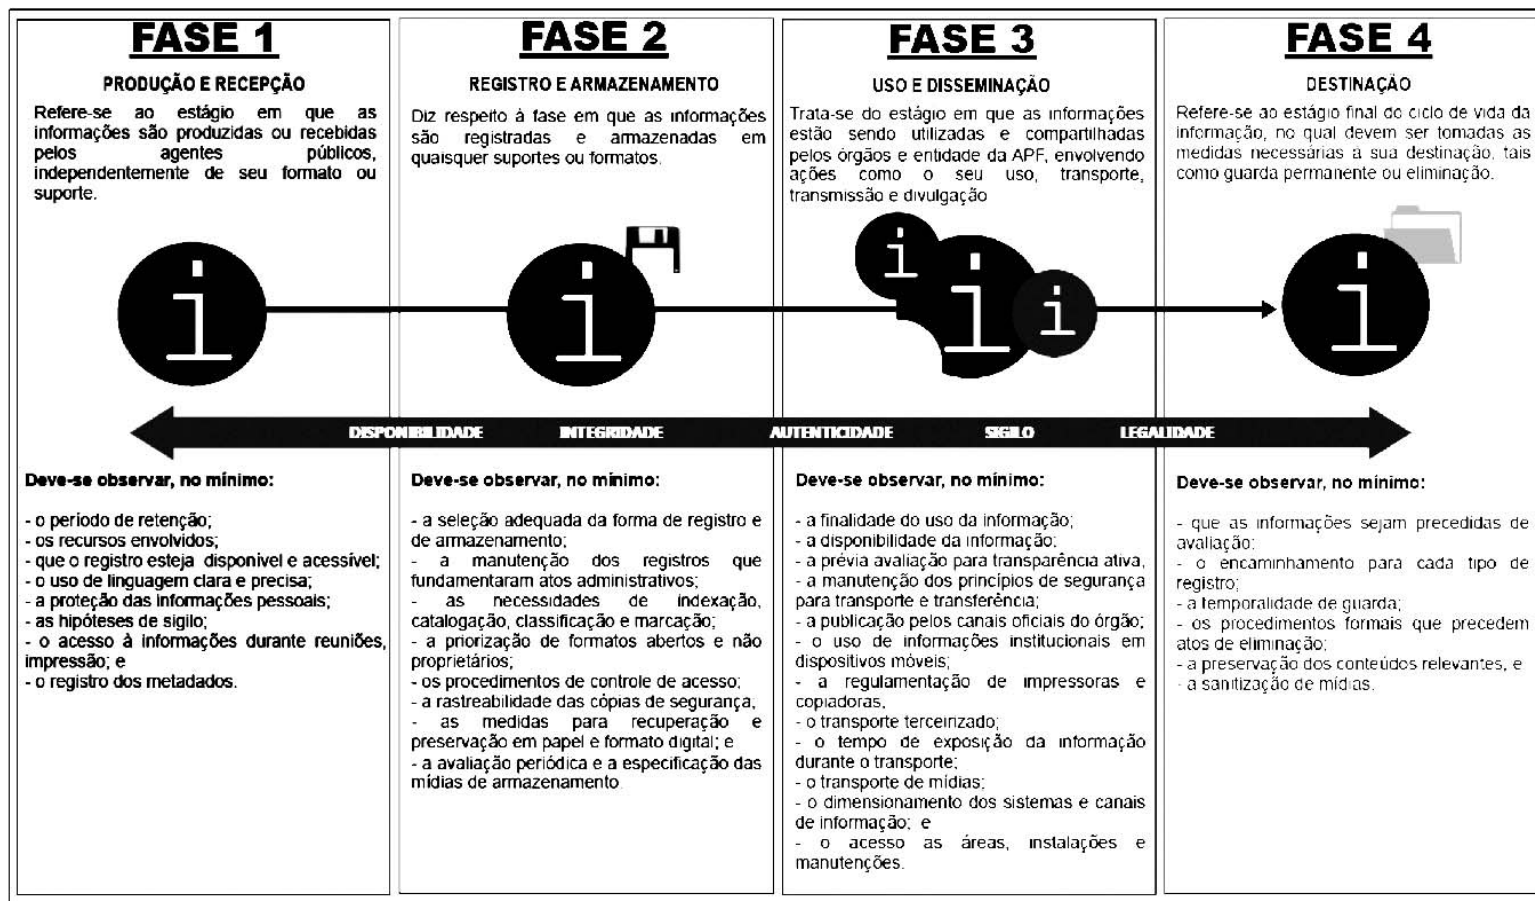 FASE 1
PRODUÇÃO E RECEPÇÃO
Refere-se ao estágio em que as
informações são produzidas ou recebidas
pelos agentes públicos,
independentemente de seu formato ou
suporte.
i
DISPONIBILIDADE
Deve-se observar, no mínimo:
- o período de retenção;
- os recursos envolvidos;
- que o registro esteja disponível e acessível;
- o uso de linguagem clara e precisa;
- a proteção das informações pessoais;
- as hipóteses de sigilo;
- o acesso à informações durante reuniões,
impressão; e
- o registro dos metadados.
FASE 2
REGISTRO E ARMAZENAMENTO
Diz respeito à fase em que as informações
são registradas e armazenadas em
quaisquer suportes ou formatos.
i
INTEGRIDADE
Deve-se observar, no mínimo:
- a seleção adequada da forma de registro e
de armazenamento;
- a manutenção dos registros que
fundamentaram atos administrativos;
- as necessidades de indexação,
catalogação, classificação e marcação;
- a priorização de formatos abertos e não
proprietários;
- os procedimentos de controle de acesso;
- a rastreabilidade das cópias de segurança,
- as medidas para recuperação e
preservação em papel e formato digital; e
- a avaliação periódica e a especificação das
mídias de armazenamento.
FASE 3
USO E DISSEMINAÇÃO
Trata-se do estágio em que as informações
estão sendo utilizadas e compartilhadas
pelos órgãos e entidade da APF, envolvendo
ações como o seu uso, transporte,
transmissão e divulgação
i
i
i
AUTENTICIDADE
SIGILO
LEGALIDADE
Deve-se observar, no mínimo:
- a finalidade do uso da informação;
- a disponibilidade da informação;
- a prévia avaliação para transparência ativa,
- a manutenção dos princípios de segurança
para transporte e transferência;
- a publicação pelos canais oficiais do órgão;
- o uso de informações institucionais em
dispositivos móveis;
- a regulamentação de impressoras e
copiadoras,
- o transporte terceirizado;
- o tempo de exposição da informação
durante o transporte;
- o transporte de mídias;
- o dimensionamento dos sistemas e canais
de informação; e
- o acesso as áreas, instalações e
manutenções.
FASE 4
DESTINAÇÃO
Refere-se ao estágio final do ciclo de vida da
informação, no qual devem ser tomadas as
medidas necessárias à sua destinação, tais
como guarda permanente ou eliminação.
i
Deve-se observar, no mínimo:
- que as informações sejam precedidas de
avaliação;
- o encaminhamento para cada tipo de
registro;
- a temporalidade de guarda;
- os procedimentos formais que precedem
atos de eliminação;
- a preservação dos conteúdos relevantes, e
- a sanitização de mídias.